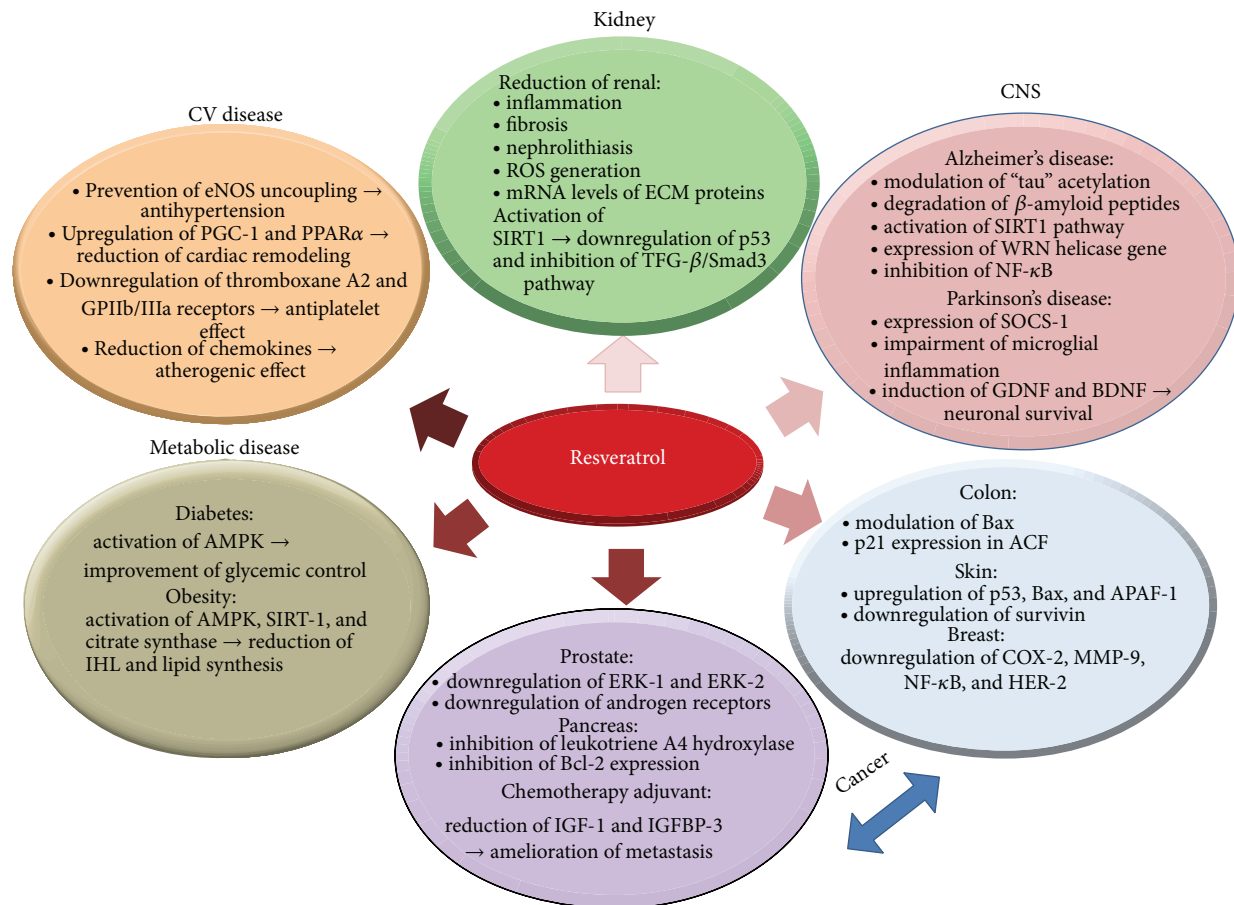 Kidney
Reduction of renal:
• inflammation
• fibrosis
• nephrolithiasis
• ROS generation
• mRNA levels of ECM proteins
Activation of
SIRT1 → downregulation of p53
and inhibition of TFG-β/Smad3
pathway
CV disease
• Prevention of eNOS uncoupling →
antihypertension
• Upregulation of PGC-1 and PPARα →
reduction of cardiac remodeling
• Downregulation of thromboxane A2 and
GPIIb/IIIa receptors → antiplatelet
effect
• Reduction of chemokines →
atherogenic effect
CNS
Alzheimer's disease:
• modulation of “tau” acetylation
• degradation of β-amyloid peptides
• activation of SIRT1 pathway
• expression of WRN helicase gene
• inhibition of NF-κB
Parkinson's disease:
• expression of SOCS-1
• impairment of microglial
inflammation
• induction of GDNF and BDNF →
neuronal survival
Resveratrol
Metabolic disease
Diabetes:
activation of AMPK →
improvement of glycemic control
Obesity:
activation of AMPK, SIRT-1, and
citrate synthase → reduction of
IHL and lipid synthesis
Colon:
• modulation of Bax
• p21 expression in ACF
Skin:
• upregulation of p53, Bax, and APAF-1
• downregulation of survivin
Breast:
downregulation of COX-2, MMP-9,
NF-κB, and HER-2
Prostate:
• downregulation of ERK-1 and ERK-2
• downregulation of androgen receptors
Pancreas:
• inhibition of leukotriene A4 hydroxylase
• inhibition of Bcl-2 expression
Chemotherapy adjuvant:
reduction of IGF-1 and IGFBP-3
→ amelioration of metastasis
Cancer